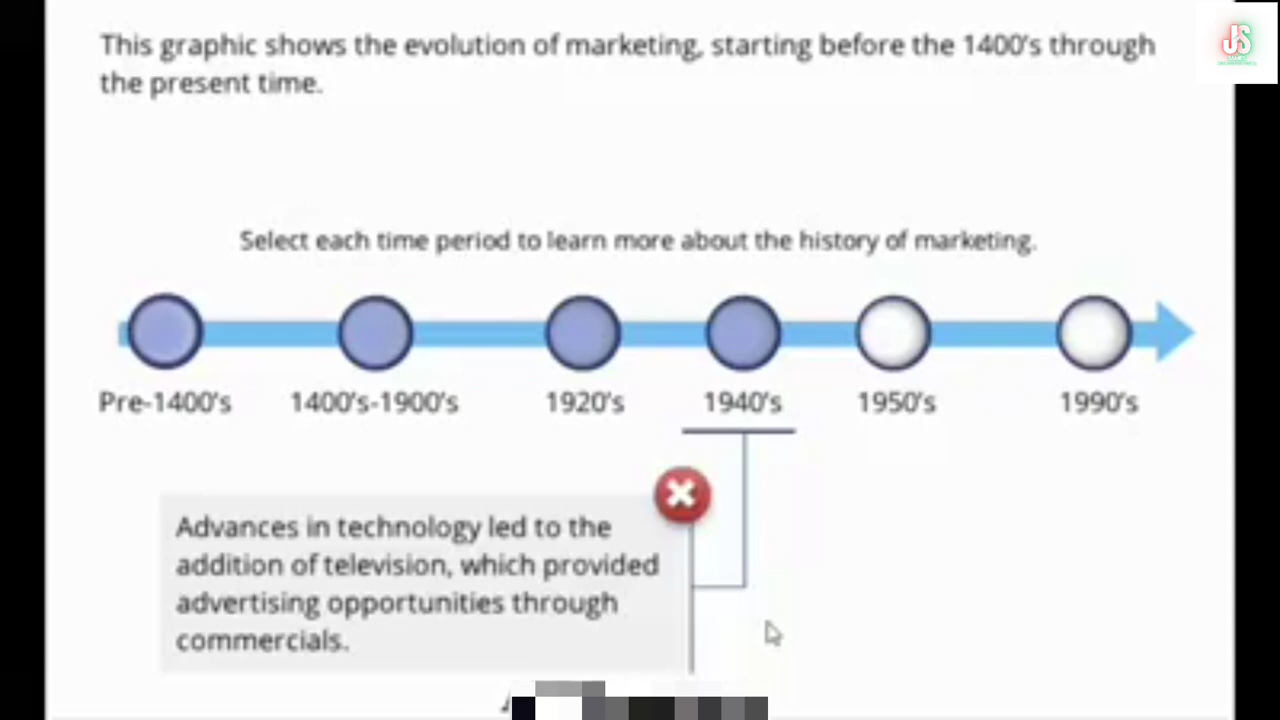 This graphic shows the evolution of marketing, starting before the 1400's through
the present time.
Select each time period to learn more about the history of marketing.
Pre-1400's 1400's-1900's 1920's 1940's 1950's 1990's
Advances in technology led to the
addition of television, which provided
advertising opportunities through
commercials.
JS